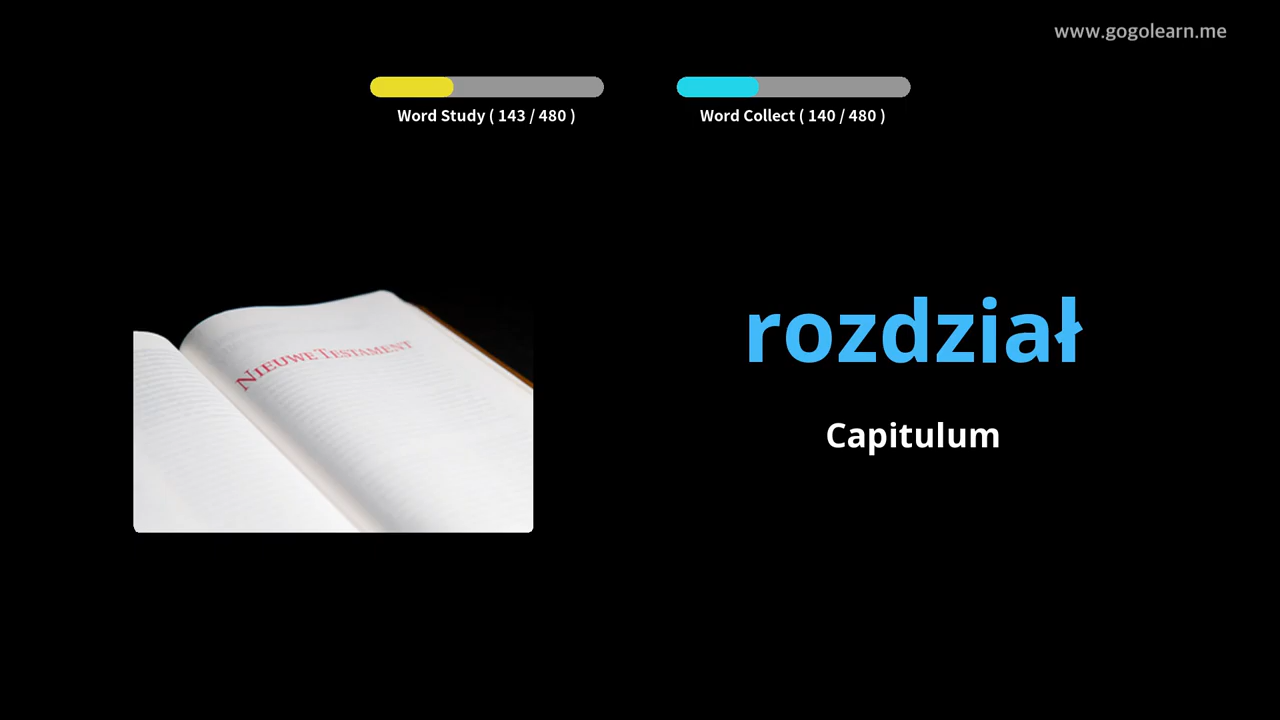 www.gogolearn.me
Word Study ( 143 / 480 )
Word Collect ( 140 / 480 )
NIEUWE TESTAMENT
rozdział
Capitulum